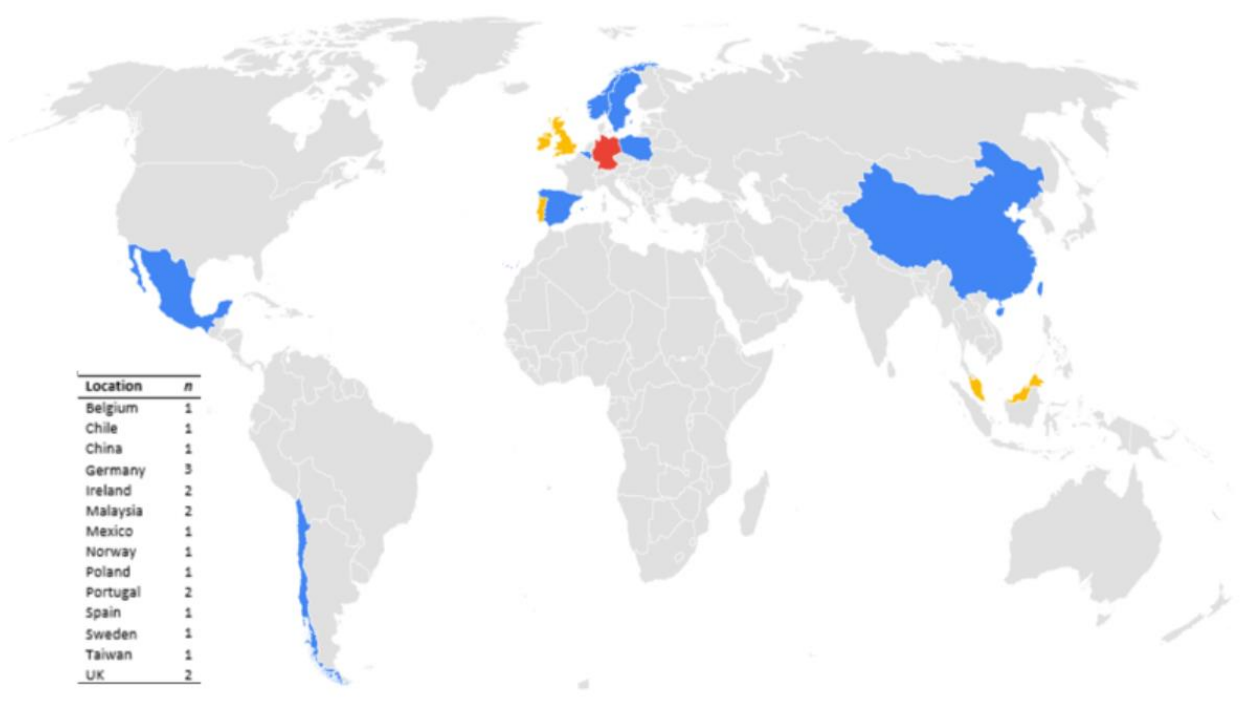 Location n
Belgium 1
Chile 1
China 1
Germany 3
Ireland 2
Malaysia 2
Mexico 1
Norway 1
Poland 1
Portugal 2
Spain 1
Sweden 1
Taiwan 1
UK 2